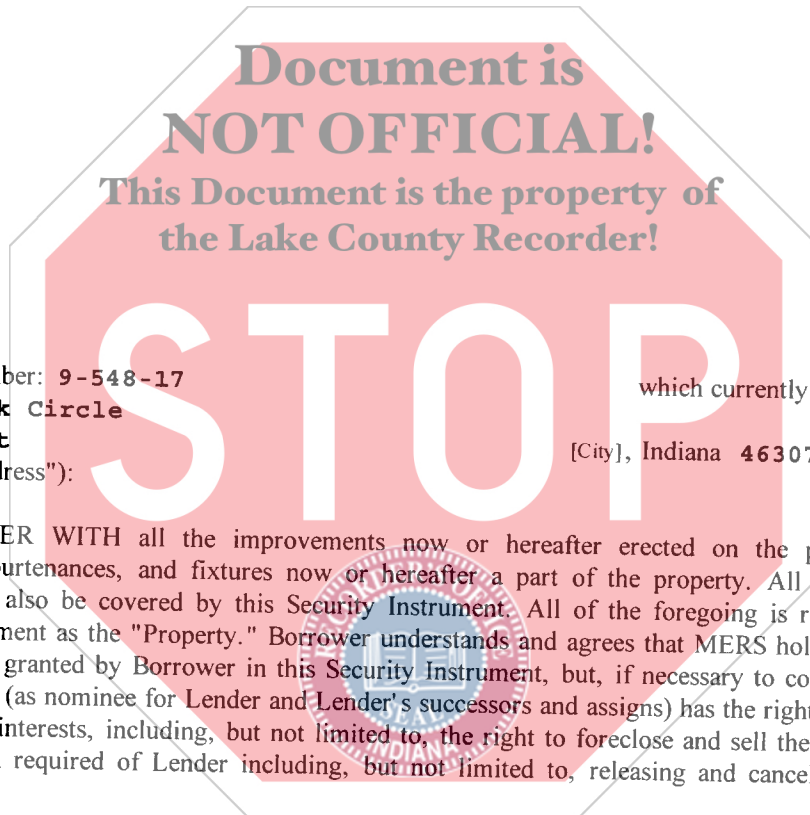 Document is
NOT OFFICIAL!
This Document is the property of
the Lake County Recorder!
STOP
ber: 9-548-17 which currently
k Circle
t [City], Indiana 46307
dress"):
ER WITH all the improvements now or hereafter erected on the p
urtenances, and fixtures now or hereafter a part of the property. All
also be covered by this Security Instrument. All of the foregoing is r
ment as the "Property." Borrower understands and agrees that MERS hol
granted by Borrower in this Security Instrument, but, if necessary to co
(as nominee for Lender and Lender's successors and assigns) has the right
interests, including, but not limited to, the right to foreclose and sell the
required of Lender including, but not limited to, releasing and cance
SEAL
INDIANA